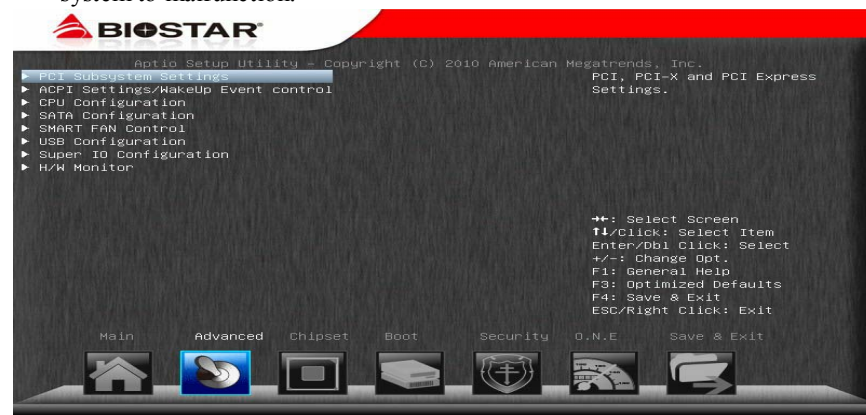 system to malfunction.
BIOSTAR®
Aptio Setup Utility – Copyright (C) 2010 American Megatrends, Inc.
► PCI Subsystem Settings
► ACPI Settings/WakeUp Event control
► CPU Configuration
► SATA Configuration
► SMART FAN Control
► USB Configuration
► Super IO Configuration
► H/W Monitor
PCI, PCI-X and PCI Express
Settings.
→←: Select Screen
↑↓/Click: Select Item
Enter/Dbl Click: Select
+/-: Change Opt.
F1: General Help
F3: Optimized Defaults
F4: Save & Exit
ESC/Right Click: Exit
Main Advanced Chipset Boot Security O.N.E Save & Exit